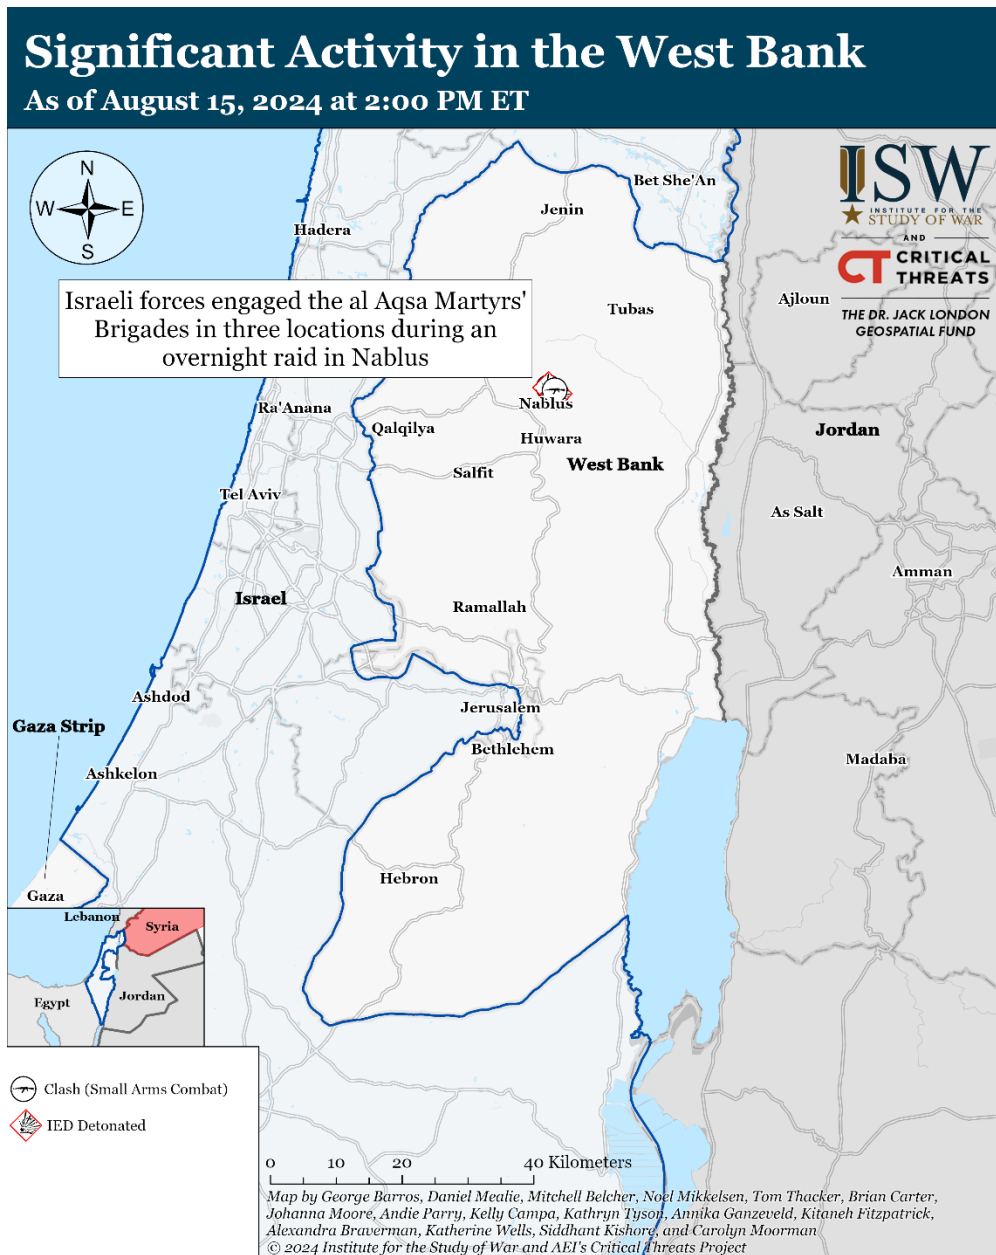 Significant Activity in the West Bank
As of August 15, 2024 at 2:00 PM ET
N
W
E
S
ISW
INSTITUTE FOR THE
STUDY OF WAR
AND
CT CRITICAL
THREATS
THE DR. JACK LONDON
GEOSPATIAL FUND
Bet She'An
Jenin
Hadera
Israeli forces engaged the al Aqsa Martyrs'
Brigades in three locations during an
overnight raid in Nablus
Tubas
Ajloun
Nablus
Ra'Anana
Qalqilya
Huwara
Jordan
West Bank
Salfit
Tel Aviv
As Salt
Amman
Israel
Ramallah
Ashdod
Jerusalem
Gaza Strip
Bethlehem
Ashkelon
Madaba
Hebron
Gaza
Lebanon
Syria
Egypt
Jordan
Clash (Small Arms Combat)
IED Detonated
0 10 20 40 Kilometers
Map by George Barros, Daniel Mealie, Mitchell Belcher, Noel Mikkelsen, Tom Thacker, Brian Carter,
Johanna Moore, Andie Parry, Kelly Campa, Kathryn Tyson, Annika Ganzeveld, Kitaneh Fitzpatrick,
Alexandra Braverman, Katherine Wells, Siddhant Kishore, and Carolyn Moorman
© 2024 Institute for the Study of War and AEI's Critical Threats Project